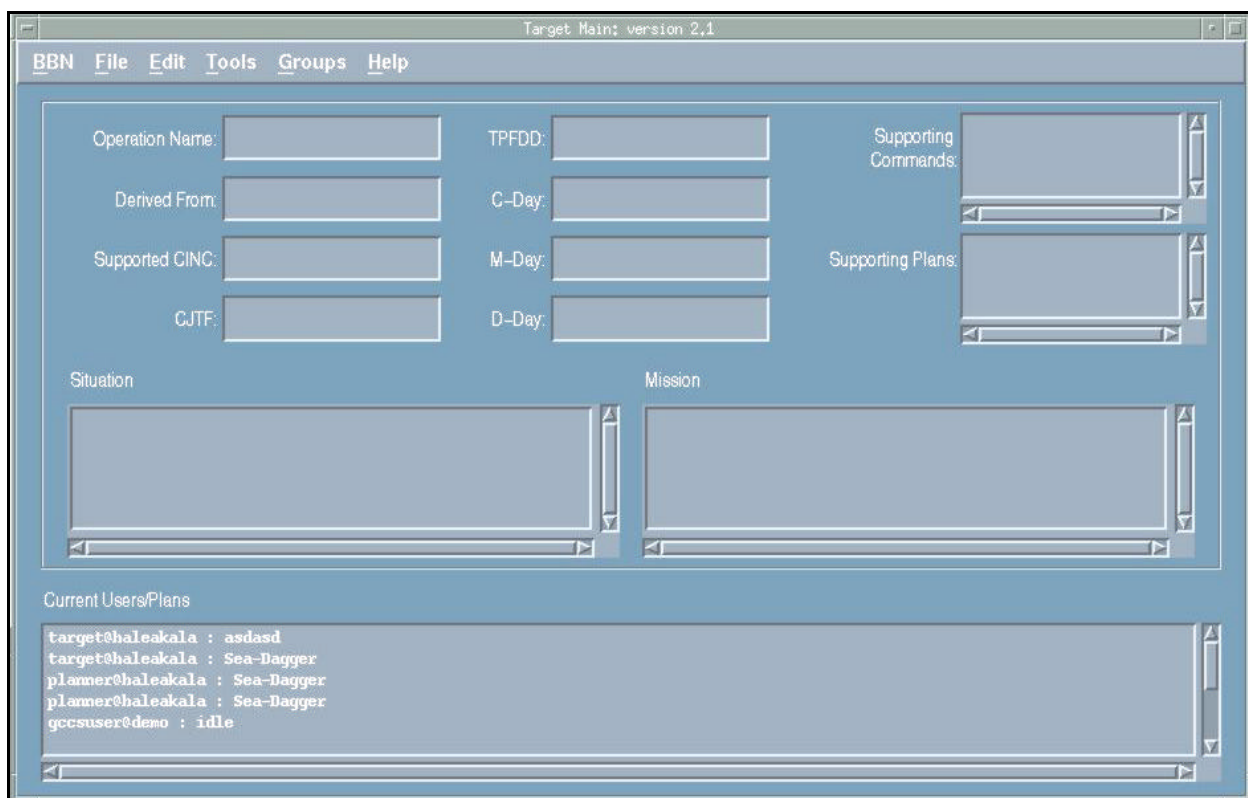 Target Main: version 2.1
BBN File Edit Tools Groups Help
Operation Name: TPFDD: Supporting
Commands:
Derived From: C-Day:
Supported CINC: M-Day: Supporting Plans:
CJTF: D-Day:
Situation Mission
Current Users/Plans
target@haleakala : asdasd
target@haleakala : Sea-Dagger
planner@haleakala : Sea-Dagger
planner@haleakala : Sea-Dagger
gccsuser@demo : idle